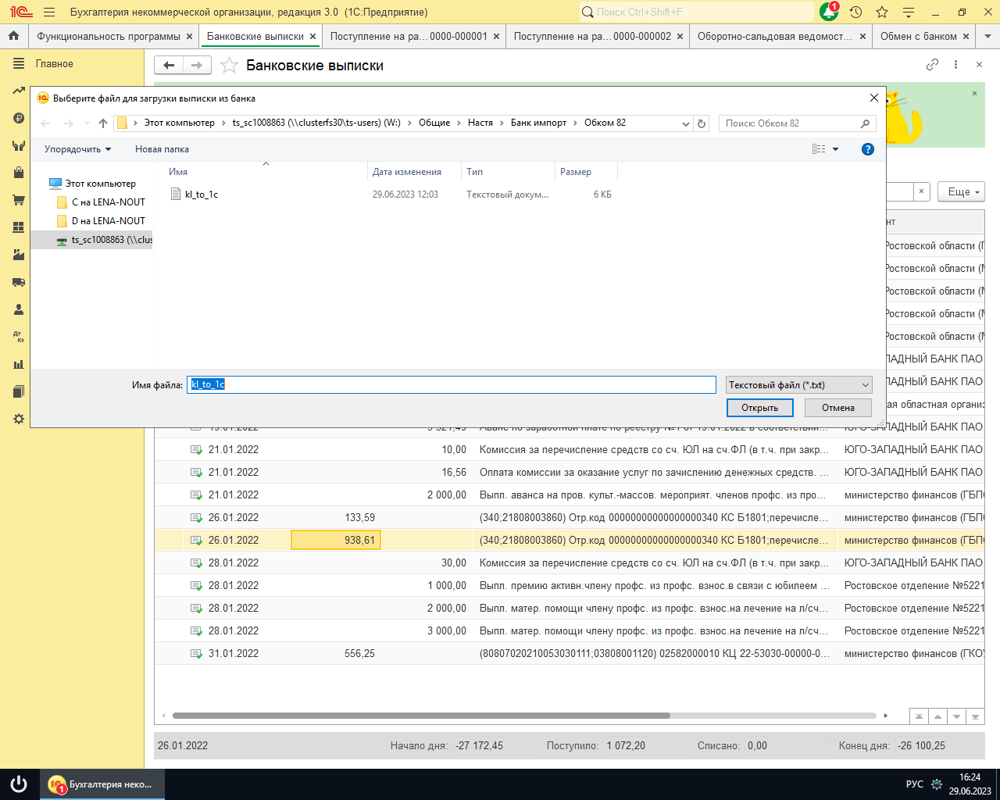 Бухгалтерия некоммерческой организации, редакция 3.0 (1С:Предприятие)
Поиск Ctrl+Shift+F
1
Функциональность программы
Банковские выписки
Поступление на ра... 0000-000001
Поступление на ра... 0000-000002
Оборотно-сальдовая ведомост...
Обмен с банком
Главное
Банковские выписки
Выберите файл для загрузки выписки из банка
Этот компьютер
ts_sc1008863 (\\clusterfs30\ts-users) (W:)
Общие
Настя
Банк импорт
Обком 82
Поиск: Обком 82
Упорядочить
Новая папка
Имя
Дата изменения
Тип
Размер
Этот компьютер
C на LENA-NOUT
D на LENA-NOUT
ts_sc1008863 (\\clus
kl_to_1c
29.06.2023 12:03
Текстовый докум...
6 КБ
Имя файла:
kl_to_1c
Текстовый файл (*.txt)
Открыть
Отмена
Еще
нт
Ростовской области (Г
Ростовской области (М
Ростовской области (М
Ростовской области (М
Ростовской области (М
ПАДНЫЙ БАНК ПАО
ПАДНЫЙ БАНК ПАО
кая областная организ
19.01.2022 3 321,49 Аванс по заработной плате по реестру №1 от 19.01.2022 в соответствии... ЮГО-ЗАПАДНЫЙ БАНК ПАО
21.01.2022 10,00 Комиссия за перечисление средств со сч. ЮЛ на сч.ФЛ (в т.ч. при закр... ЮГО-ЗАПАДНЫЙ БАНК ПАО
21.01.2022 16,56 Оплата комиссии за оказание услуг по зачислению денежных средств. ... ЮГО-ЗАПАДНЫЙ БАНК ПАО
21.01.2022 2 000,00 Выпл. аванса на пров. культ.-массов. мероприят. членов профс. из про... министерство финансов (ГБПО
26.01.2022 133,59 (340;21808003860) Отр.код 00000000000000000340 КС Б1801;перечисле... министерство финансов (ГБПО
26.01.2022 938,61 (340;21808003860) Отр.код 00000000000000000340 КС Б1801;перечисле... министерство финансов (ГБПО
28.01.2022 30,00 Комиссия за перечисление средств со сч. ЮЛ на сч.ФЛ (в т.ч. при закр... ЮГО-ЗАПАДНЫЙ БАНК ПАО
28.01.2022 1 000,00 Выпл. премию активн.члену профс. из профс. взнос.в связи с юбилеем ... Ростовское отделение №5221
28.01.2022 2 000,00 Выпл. матер. помощи члену профс. из профс. взнос.на лечение на л/сч... Ростовское отделение №5221
28.01.2022 3 000,00 Выпл. матер. помощи члену профс. из профс. взнос.на лечение на л/сч... Ростовское отделение №5221
31.01.2022 556,25 (80807020210053030111;03808001120) 02582000010 КЦ 22-53030-00000-0... министерство финансов (ГКОУ
26.01.2022 Начало дня: -27 172,45 Поступило: 1 072,20 Списано: 0,00 Конец дня: -26 100,25
1
Бухгалтерия неко...
РУС
16:24
29.06.2023
Дт
Кт